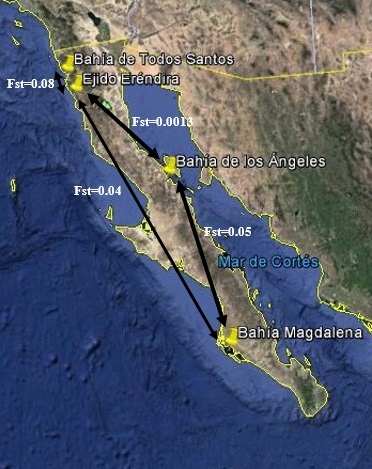 Bahía de Todos Santos
Ejido Eréndira
Fst=0.08
Fst=0.0013
Bahía de los Ángeles
Fst=0.04
Fst=0.05
Mar de Cortés
Bahía Magdalena